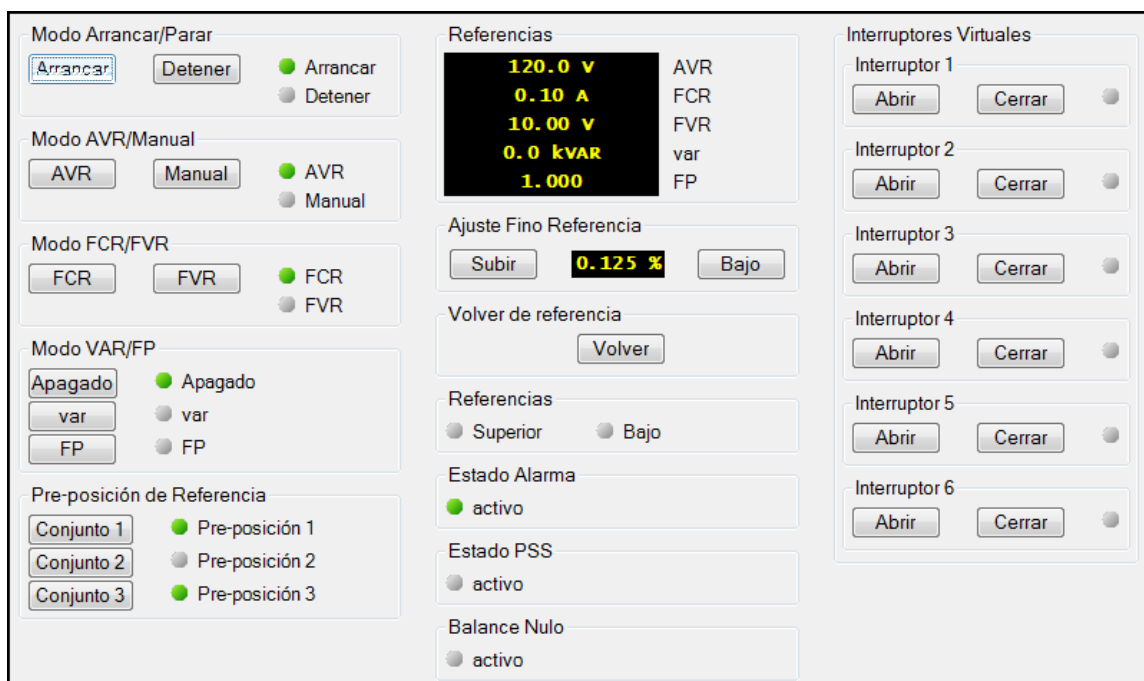 Modo Arrancar/Parar
Arrancar Detener Arrancar
Detener
Modo AVR/Manual
AVR Manual AVR
Manual
Modo FCR/FVR
FCR FVR FCR
FVR
Modo VAR/FP
Apagado Apagado
var var
FP FP
Pre-posición de Referencia
Conjunto 1 Pre-posición 1
Conjunto 2 Pre-posición 2
Conjunto 3 Pre-posición 3
Referencias
120.0 V AVR
0.10 A FCR
10.00 V FVR
0.0 kVAR var
1.000 FP
Ajuste Fino Referencia
Subir 0.125 % Bajo
Volver de referencia
Volver
Referencias
Superior Bajo
Estado Alarma
activo
Estado PSS
activo
Balance Nulo
activo
Interruptores Virtuales
Interruptor 1
Abrir Cerrar
Interruptor 2
Abrir Cerrar
Interruptor 3
Abrir Cerrar
Interruptor 4
Abrir Cerrar
Interruptor 5
Abrir Cerrar
Interruptor 6
Abrir Cerrar